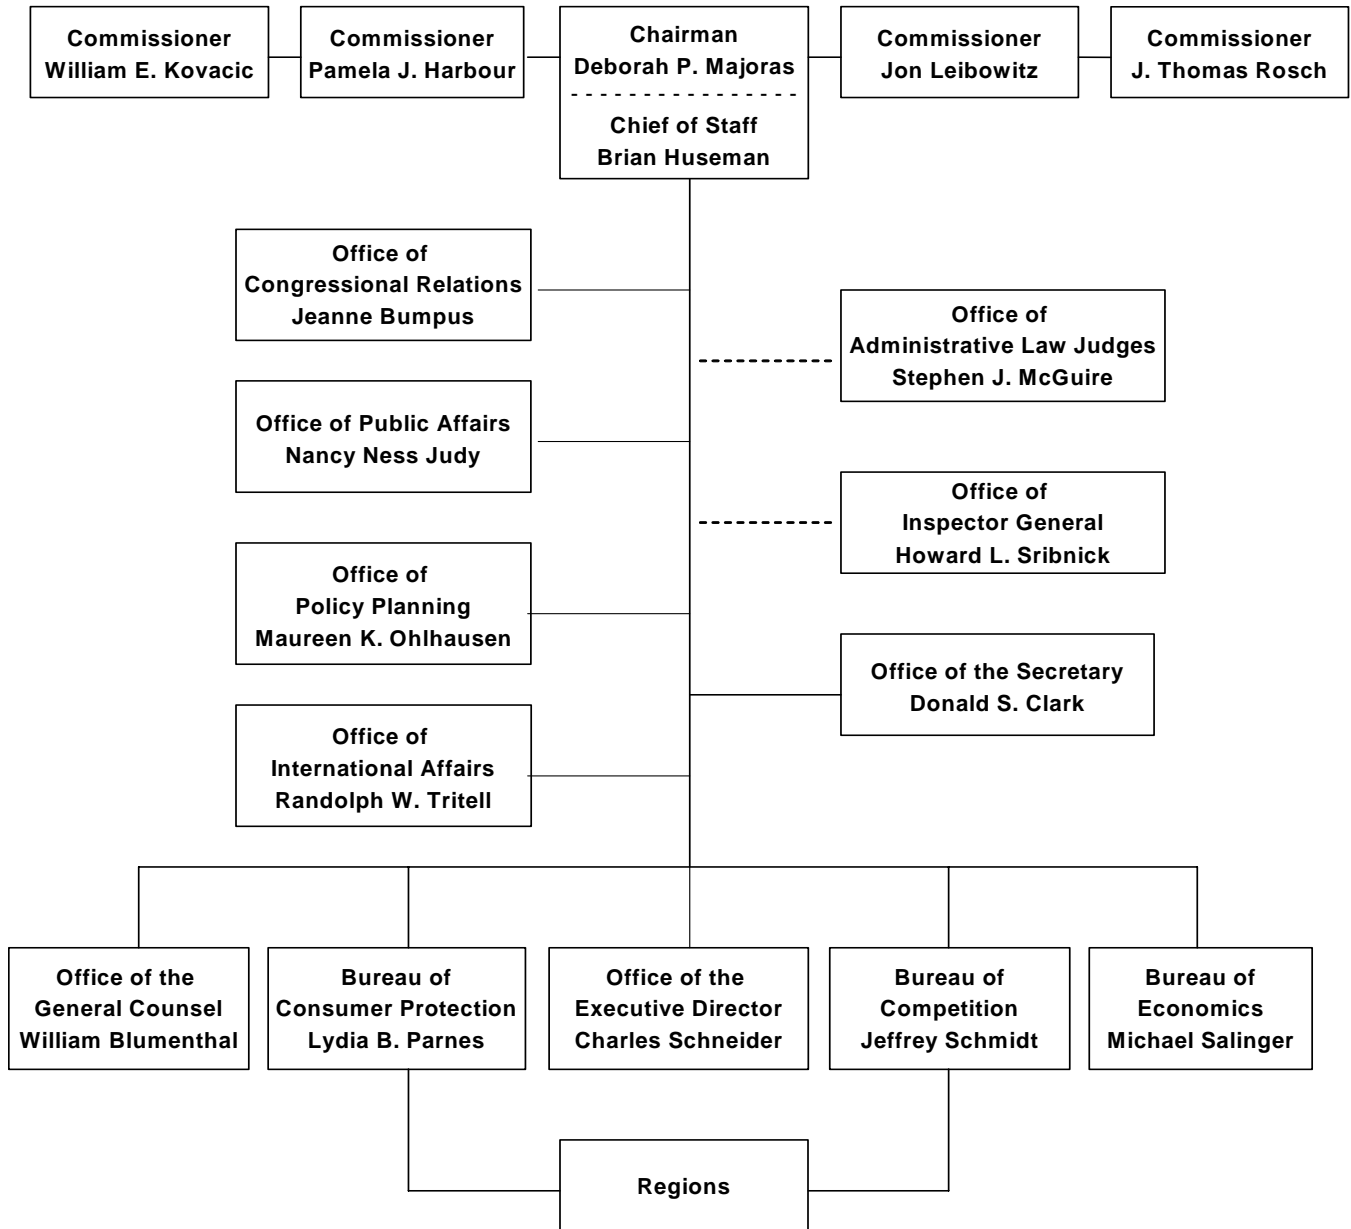 Commissioner
William E. Kovacic
Commissioner
Pamela J. Harbour
Chairman
Deborah P. Majoras
Chief of Staff
Brian Huseman
Commissioner
Jon Leibowitz
Commissioner
J. Thomas Rosch
Office of
Congressional Relations
Jeanne Bumpus
Office of
Administrative Law Judges
Stephen J. McGuire
Office of Public Affairs
Nancy Ness Judy
Office of
Inspector General
Howard L. Sribnick
Office of
Policy Planning
Maureen K. Ohlhausen
Office of the Secretary
Donald S. Clark
Office of
International Affairs
Randolph W. Tritell
Office of the
General Counsel
William Blumenthal
Bureau of
Consumer Protection
Lydia B. Parnes
Office of the
Executive Director
Charles Schneider
Bureau of
Competition
Jeffrey Schmidt
Bureau of
Economics
Michael Salinger
Regions